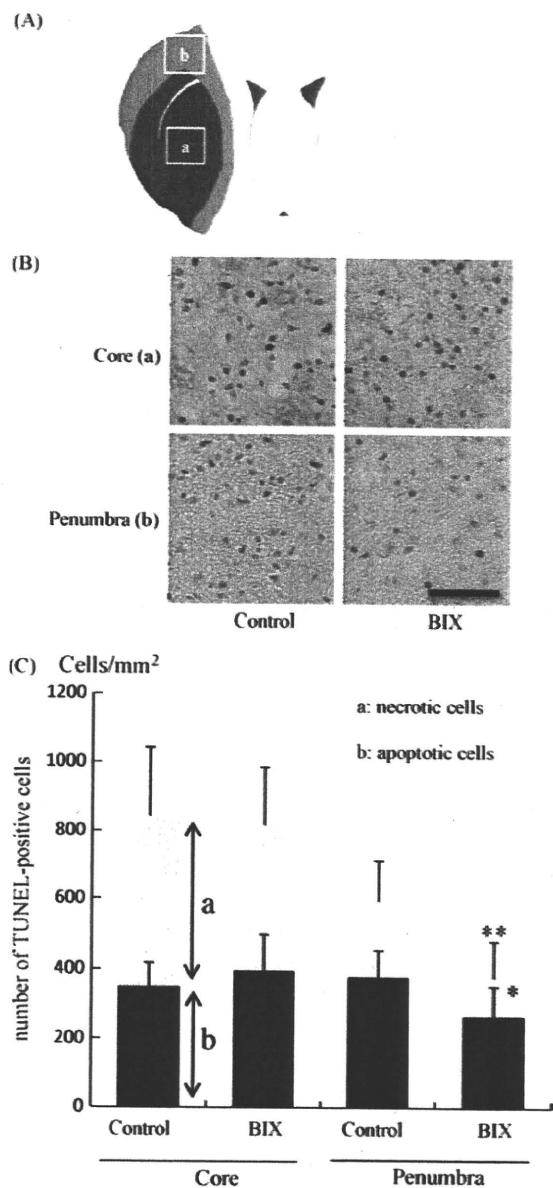 (A)
b
a
(B)
Core (a)
Penumbra (b)
Control BIX
(C) Cells/mm²
1200
1000
800
600
400
200
0
number of TUNEL-positive cells
a: necrotic cells
b: apoptotic cells
a
b
**
*
Control BIX Control BIX
Core Penumbra